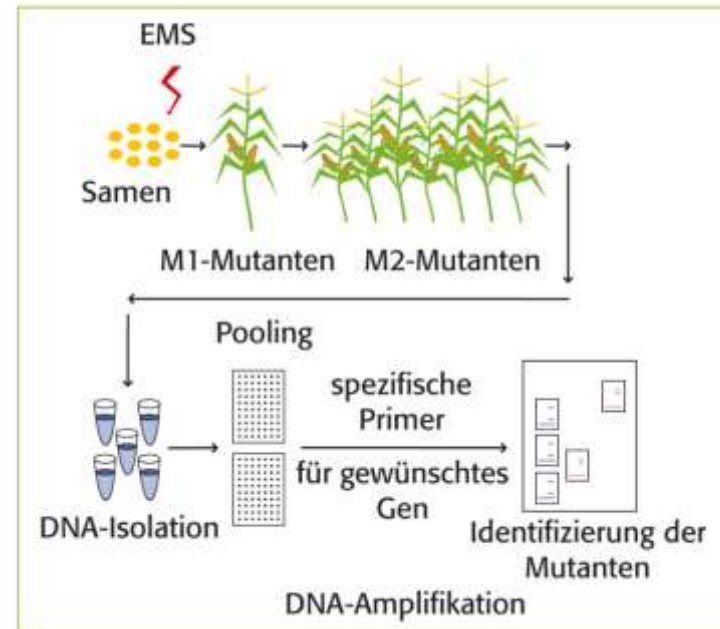 EMS
Samen
M1-Mutanten
M2-Mutanten
Pooling
DNA-Isolation
spezifische
Primer
für gewünschtes
Gen
Identifizierung der
Mutanten
DNA-Amplifikation